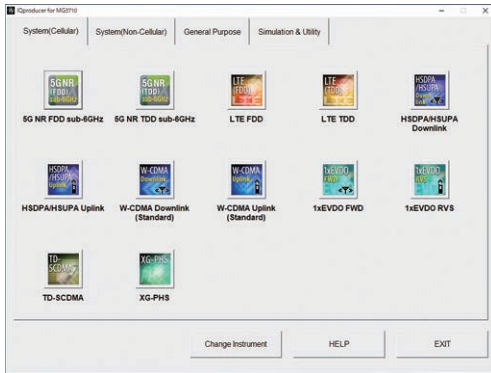 IQproducer for MG3710
System(Cellular) System(Non-Cellular) General Purpose Simulation & Utility
5G NR (FDD) sub-6GHz
5G NR FDD sub-6GHz
5G NR (TDD) sub-6GHz
5G NR TDD sub-6GHz
LTE (FDD)
LTE FDD
LTE (TDD)
LTE TDD
HSDPA /HSUPA Down link
HSDPA/HSUPA
Downlink
HSDPA /HSUPA Uplink
HSDPA/HSUPA Uplink
W-CDMA Downlink
W-CDMA Downlink
(Standard)
W-CDMA Uplink
W-CDMA Uplink
(Standard)
1xEVDO FWD
1xEVDO FWD
1xEVDO RVS
1xEVDO RVS
TD-SCDMA
TD-SCDMA
XG-PHS
XG-PHS
Change Instrument HELP EXIT